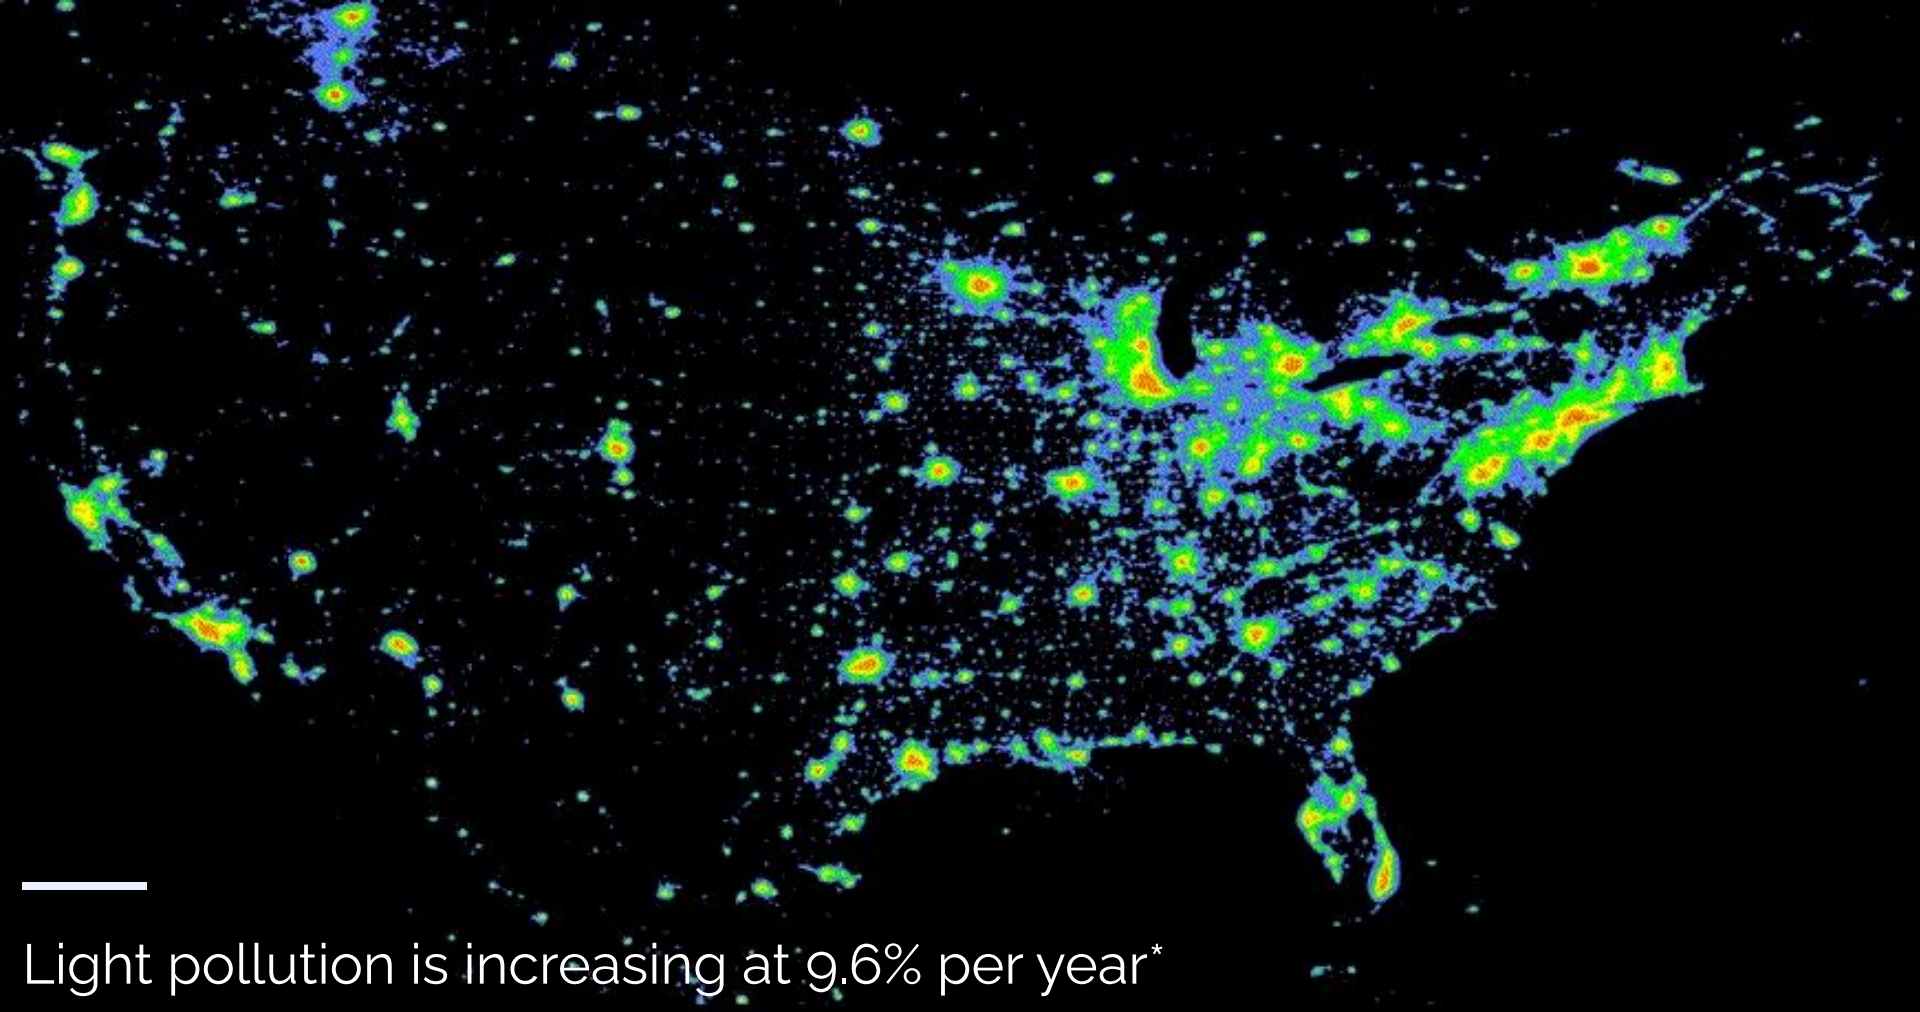 Light pollution is increasing at 9.6% per year*